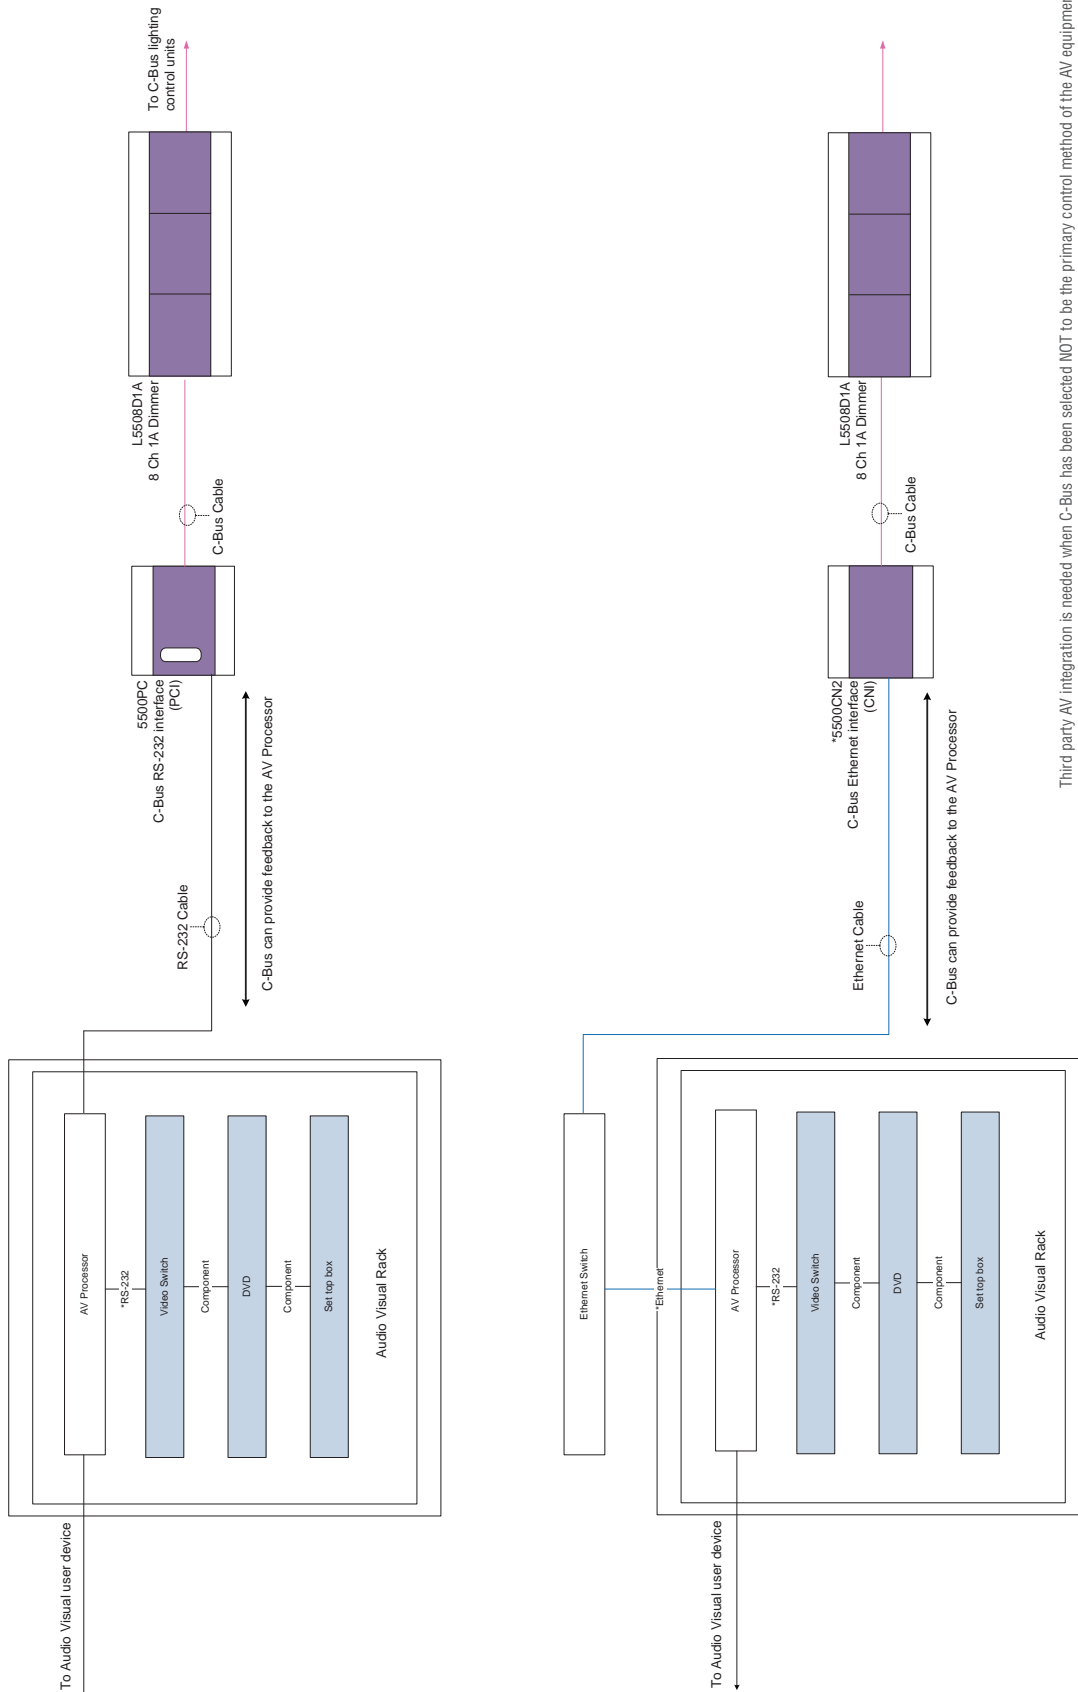 To Audio Visual user device
AV Processor
*RS-232
Video Switch
Component
DVD
Component
Set top box
Audio Visual Rack
RS-232 Cable
C-Bus can provide feedback to the AV Processor
5500PC
C-Bus RS-232 interface
(PCI)
C-Bus Cable
L5508D1A
8 Ch 1A Dimmer
To C-Bus lighting
control units
To Audio Visual user device
Ethernet Switch
*Ethernet
AV Processor
*RS-232
Video Switch
Component
DVD
Component
Set top box
Audio Visual Rack
Ethernet Cable
C-Bus can provide feedback to the AV Processor
*5500CN2
C-Bus Ethernet interface
(CNI)
C-Bus Cable
L5508D1A
8 Ch 1A Dimmer
Third party AV integration is needed when C-Bus has been selected NOT to be the primary control method of the AV equipmen